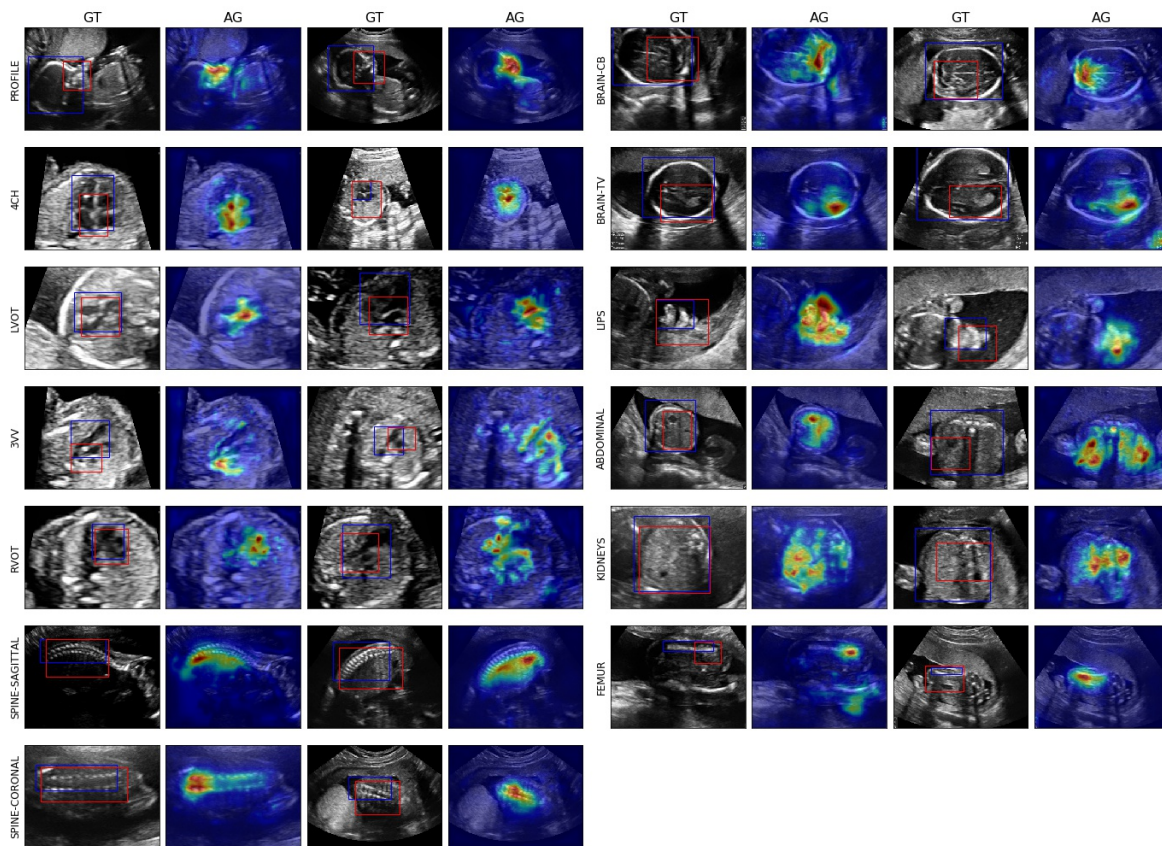 GT AG GT AG GT AG GT AG
PROFILE
BRAIN-CB
4CH
BRAIN-TV
LVOT
LIPS
3VV
ABDOMINAL
RVOT
KIDNEYS
SPINE-SAGITTAL
FEMUR
SPINE-CORONAL